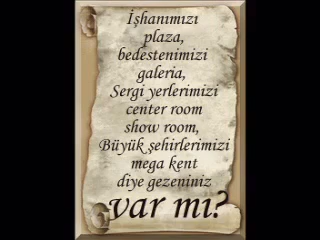 İşhanımızı
plaza,
bedestenimizi
galeria,
Sergi yerlerimizi
center room
show room,
Büyük şehirlerimizi
mega kent
diye gezeniniz
var mı?